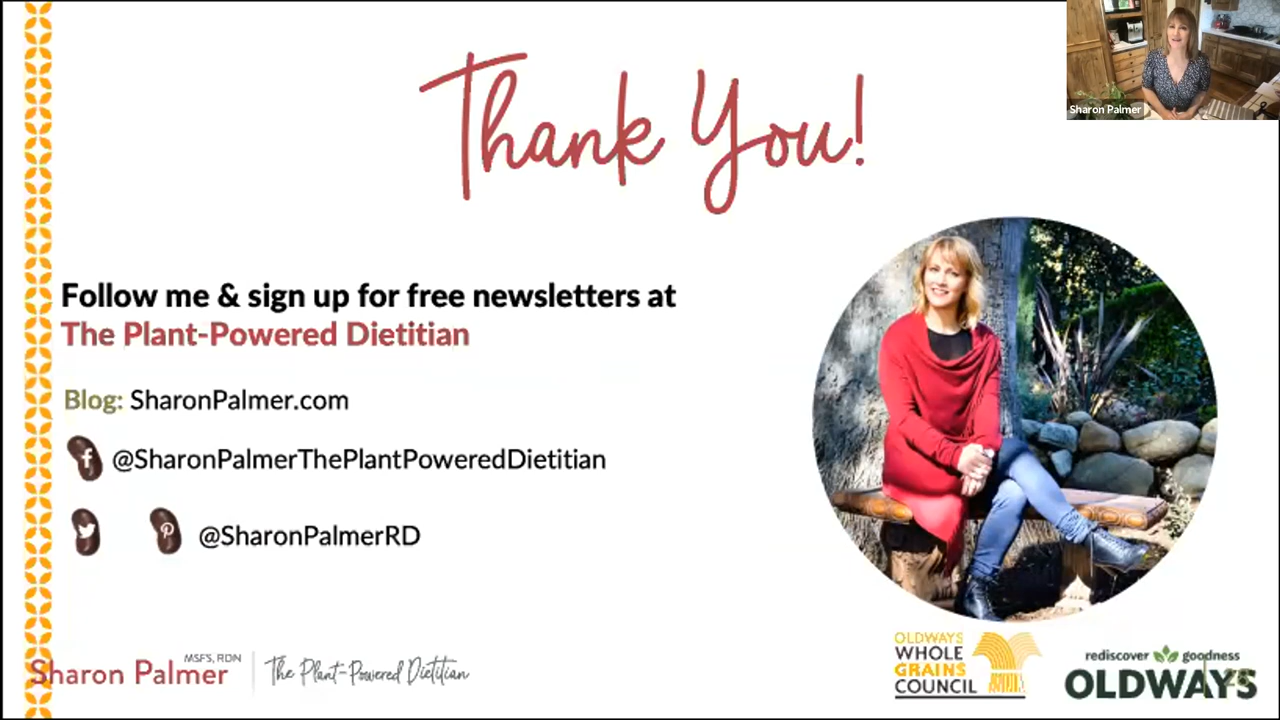 Sharon Palmer
Thank You!
Follow me & sign up for free newsletters at
The Plant-Powered Dietitian
Blog: SharonPalmer.com
@SharonPalmerThePlantPoweredDietitian
@SharonPalmerRD
Sharon Palmer MSFS, RDN
The Plant-Powered Dietitian
OLDWAYS
WHOLE
GRAINS
COUNCIL
rediscover goodness
OLDWAYS